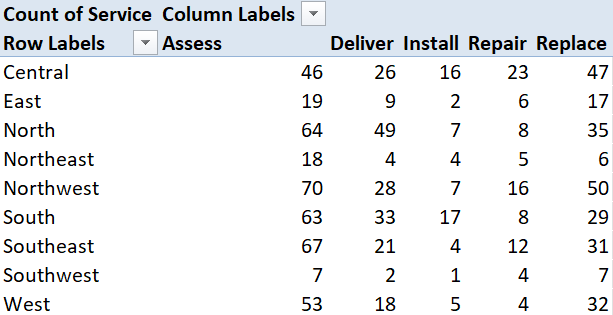 Count of Service Column Labels
Row Labels Assess Deliver Install Repair Replace
Central 46 26 16 23 47
East 19 9 2 6 17
North 64 49 7 8 35
Northeast 18 4 4 5 6
Northwest 70 28 7 16 50
South 63 33 17 8 29
Southeast 67 21 4 12 31
Southwest 7 2 1 4 7
West 53 18 5 4 32